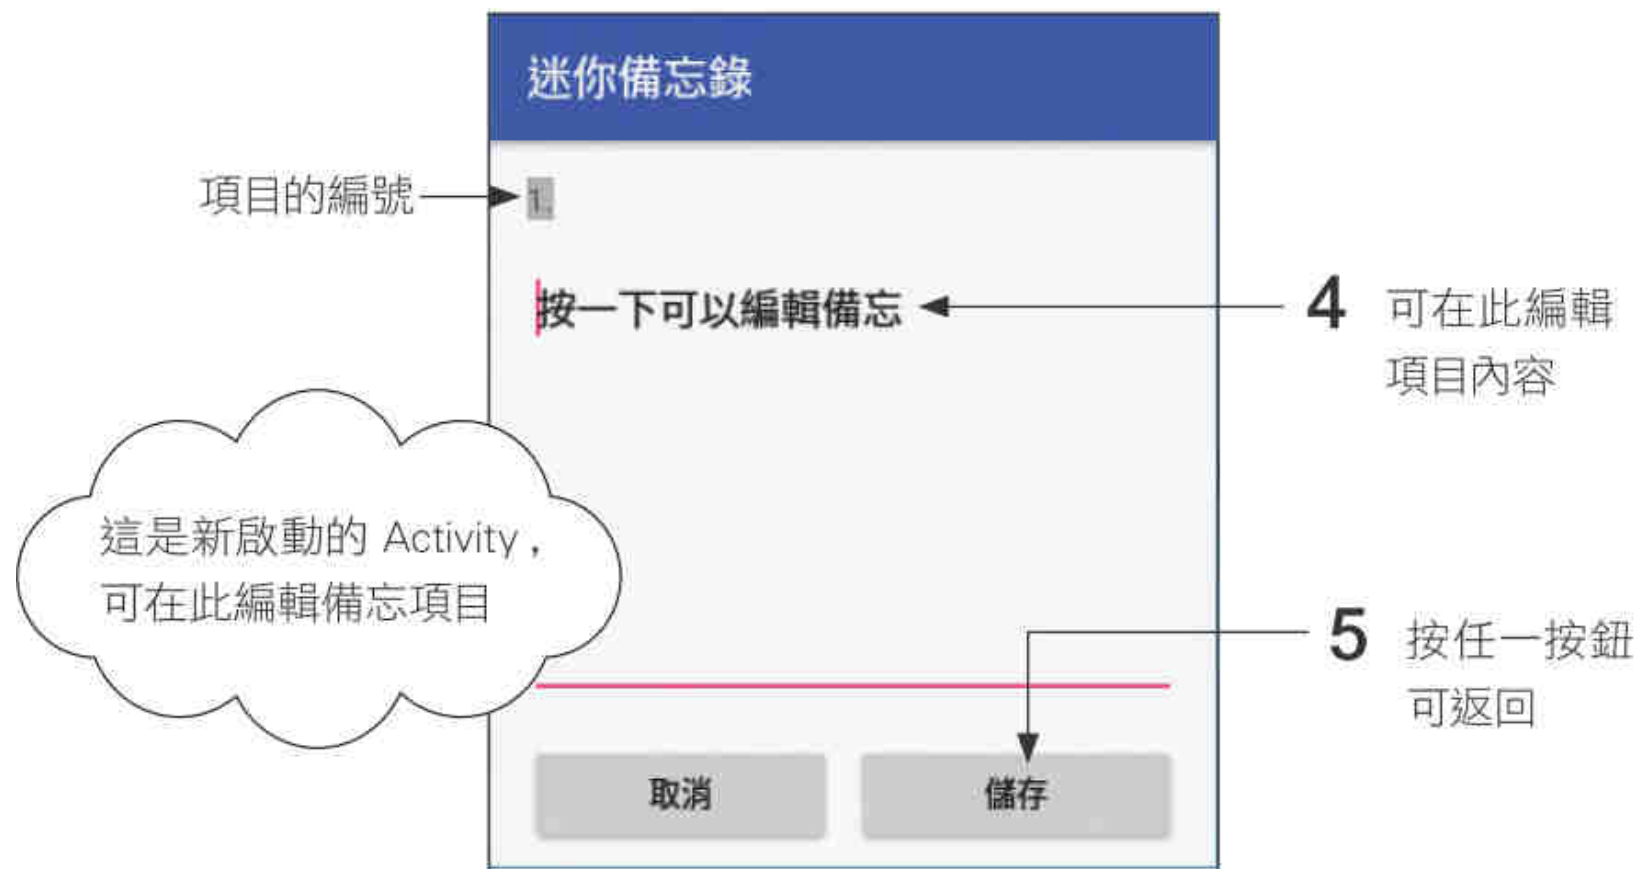 迷你備忘錄
項目的編號
1.
按一下可以編輯備忘
4 可在此編輯
項目內容
這是新啟動的 Activity，
可在此編輯備忘項目
5 按任一按鈕
可返回
取消
儲存